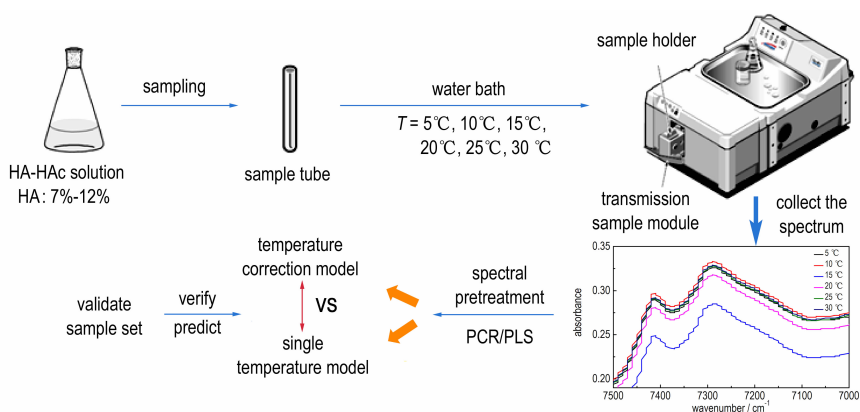 sampling
HA-HAc solution
HA: 7%-12%
sample tube
water bath
T = 5℃, 10℃, 15℃,
20℃, 25℃, 30 ℃
sample holder
transmission
sample module
collect the
spectrum
validate
sample set
verify
predict
temperature
correction model
VS
single
temperature model
spectral
pretreatment
PCR/PLS
0.35
0.30
0.25
0.20
absorbance
5 ℃
10 ℃
15 ℃
20 ℃
25 ℃
30 ℃
7500
7400
7300
7200
7100
7000
wavenumber / cm⁻¹